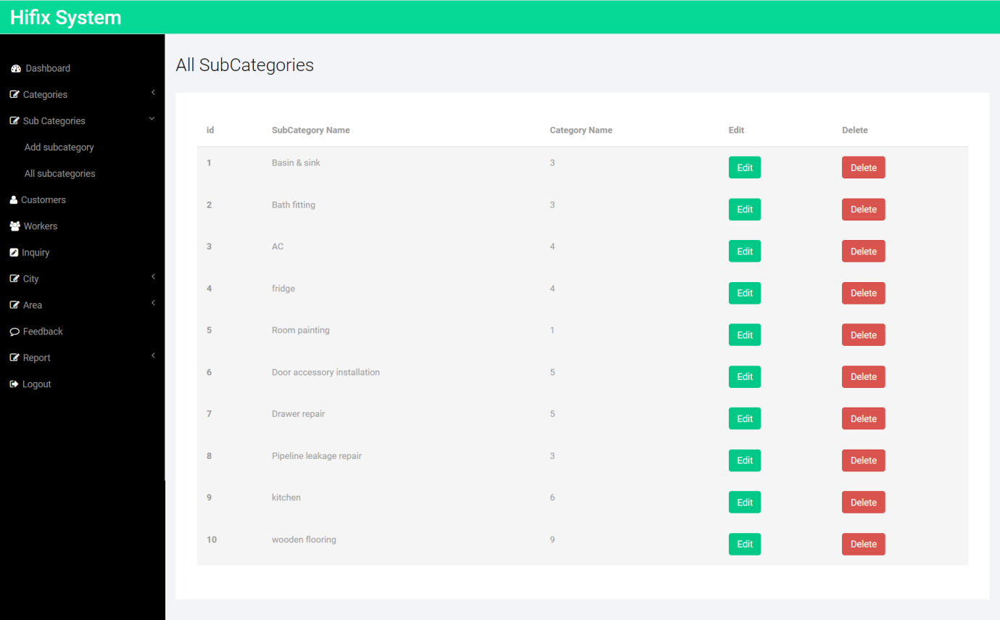 Hifix System
Dashboard
Categories
Sub Categories
Add subcategory
All subcategories
Customers
Workers
Inquiry
City
Area
Feedback
Report
Logout
All SubCategories
id SubCategory Name Category Name Edit Delete
1 Basin & sink 3 Edit Delete
2 Bath fitting 3 Edit Delete
3 AC 4 Edit Delete
4 fridge 4 Edit Delete
5 Room painting 1 Edit Delete
6 Door accessory installation 5 Edit Delete
7 Drawer repair 5 Edit Delete
8 Pipeline leakage repair 3 Edit Delete
9 kitchen 6 Edit Delete
10 wooden flooring 9 Edit Delete